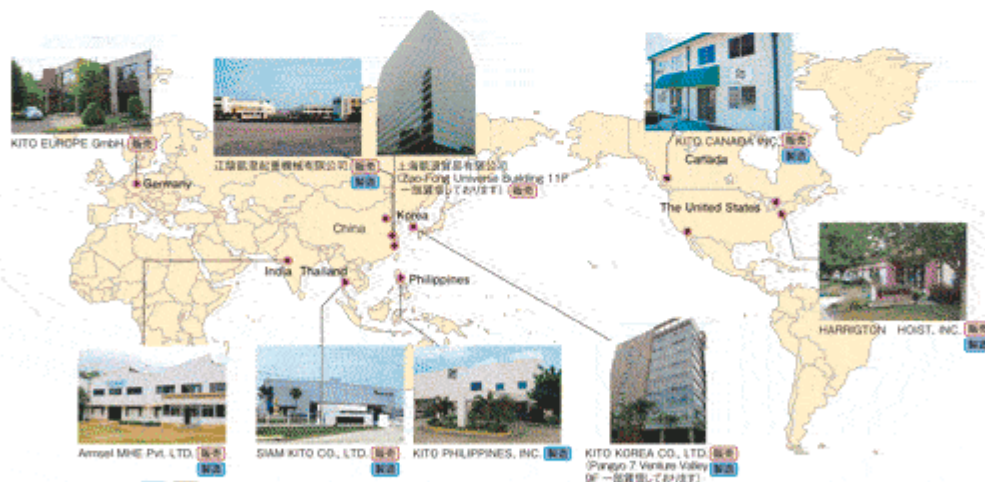 KITO EUROPE GmbH 販売
江陰凱澄起重機械有限公司 販売
製造
上海凱道貿易有限公司
(Zao-Fong Universe Building 11F
一部賃借しております) 販売
KITO CANADA INC. 販売
製造
Canada
Germany
The United States
Korea
China
India
Thailand
Philippines
HARRIGTON HOIST, INC. 販売
製造
Armsel MHE Pvt. LTD. 販売
製造
SIAM KITO CO., LTD. 販売
製造
KITO PHILIPPINES, INC. 製造
KITO KOREA CO., LTD. 販売
(Pangyo 7 Venture Valley 製造
9F 一部賃借しております)